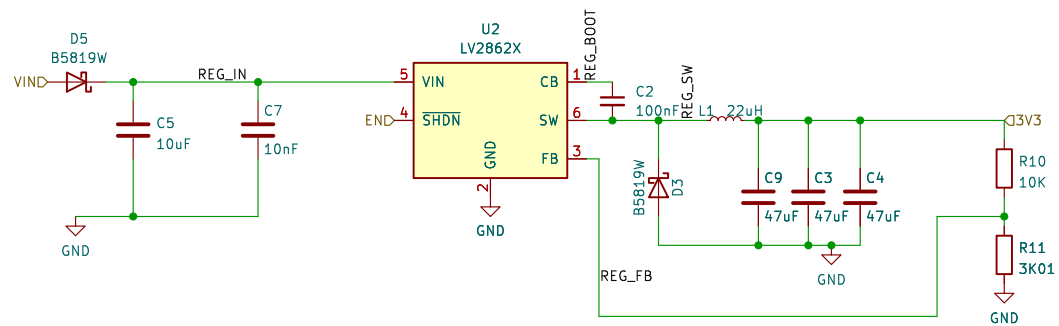 D5
B5819W
VIN
REG_IN
C5
10uF
C7
10nF
GND
U2
LV2862X
5
VIN
4
SHDN
EN
GND
2
GND
CB
1
SW
6
FB
3
REG_BOOT
C2
100nF
REG_SW
L1 22uH
B5819W
D3
C9
47uF
C3
47uF
C4
47uF
GND
3V3
R10
10K
R11
3K01
GND
REG_FB